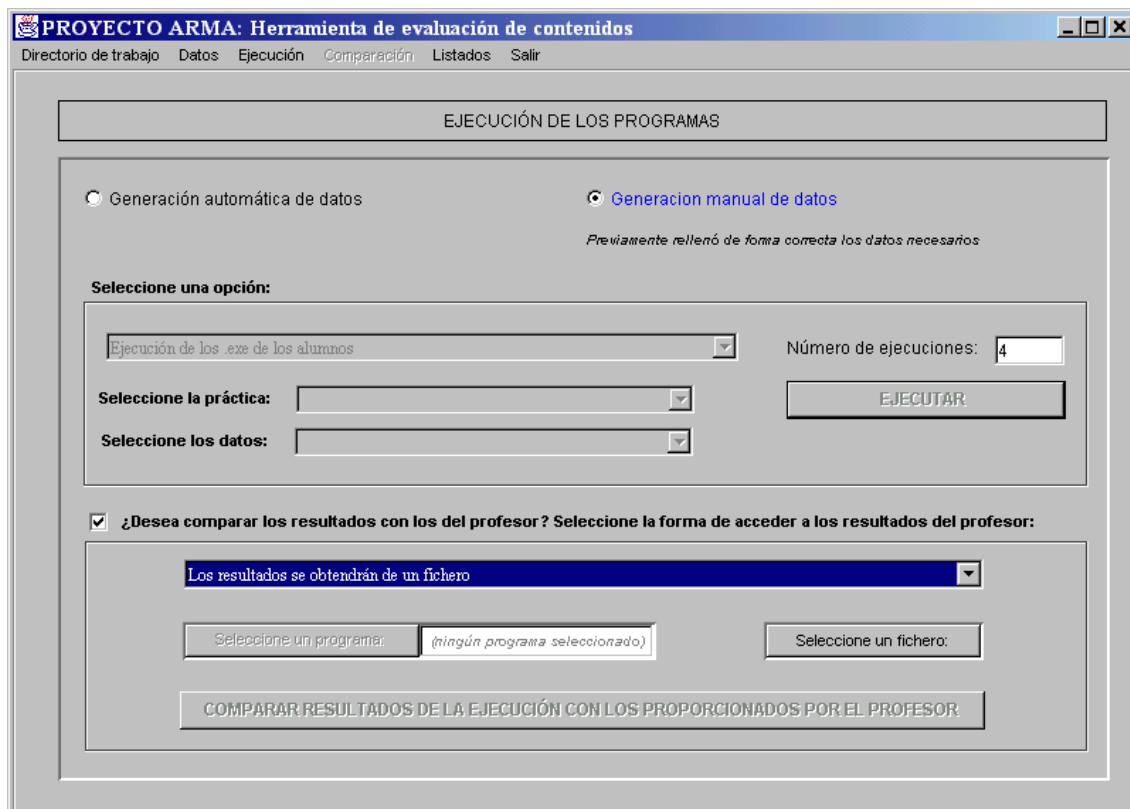 PROYECTO ARMA: Herramienta de evaluación de contenidos
Directorio de trabajo Datos Ejecución Comparación Listados Salir
EJECUCIÓN DE LOS PROGRAMAS
Generación automática de datos
Generacion manual de datos
Previamente rellenó de forma correcta los datos necesarios
Seleccione una opción:
Ejecución de los .exe de los alumnos
Número de ejecuciones: 4
Seleccione la práctica:
EJECUTAR
Seleccione los datos:
¿Desea comparar los resultados con los del profesor? Seleccione la forma de acceder a los resultados del profesor:
Los resultados se obtendrán de un fichero
Seleccione un programa: (ningún programa seleccionado)
Seleccione un fichero:
COMPARAR RESULTADOS DE LA EJECUCIÓN CON LOS PROPORCIONADOS POR EL PROFESOR